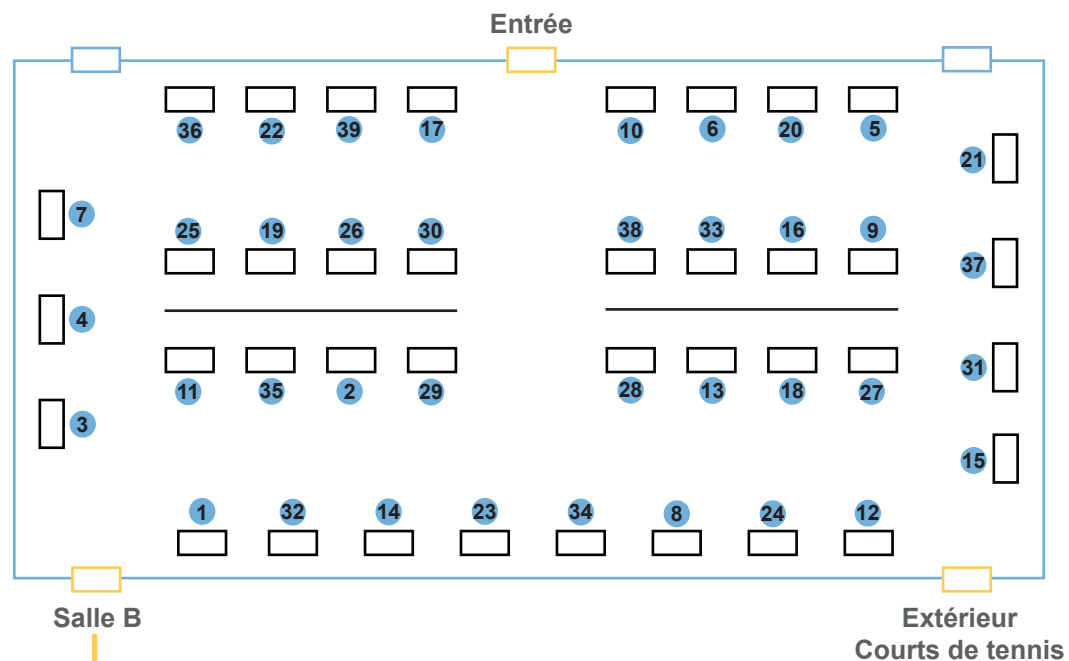 Entrée
36 22 39 17 10 6 20 5
21
7
25 19 26 30 38 33 16 9
37
4
11 35 2 29 28 13 18 27
31
3
15
1 32 14 23 34 8 24 12
Salle B
Extérieur
Courts de tennis